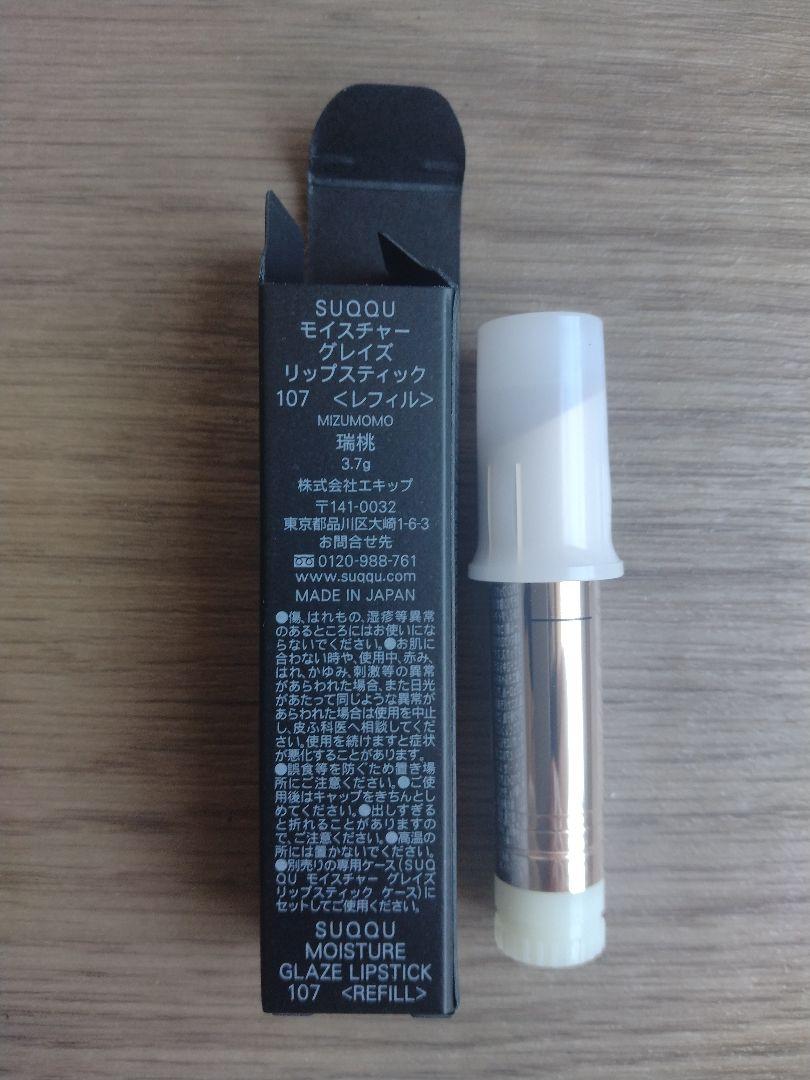 SUQQU
モイスチャー
グレイズ
リップスティック
107 <レフィル>
MIZUMOMO
瑞桃
3.7g
株式会社エキップ
〒141-0032
東京都品川区大崎1-6-3
お問合せ先
0120-988-761
www.suqqu.com
MADE IN JAPAN
●傷、はれもの、湿疹等異常
のあるところにはお使いにな
らないでください。●お肌に
合わない時や、使用中、赤み、
はれ、かゆみ、刺激等の異常
があらわれた場合、また日光
があたって同じような異常が
あらわれた場合は使用を中止
し、皮ふ科医へ相談してくだ
さい。使用を続けますと症状
が悪化することがあります。
●誤食等を防ぐため置き場
所にご注意ください。●ご使
用後はキャップをきちんとし
めてください。●出しすぎる
と折れることがありますの
で、ご注意ください。●高温の
所には置かないでください。
●別売りの専用ケース(SUQ
QU モイスチャー グレイズ
リップスティック ケース)に
セットしてご使用ください。
SUQQU
MOISTURE
GLAZE LIPSTICK
107 <REFILL>